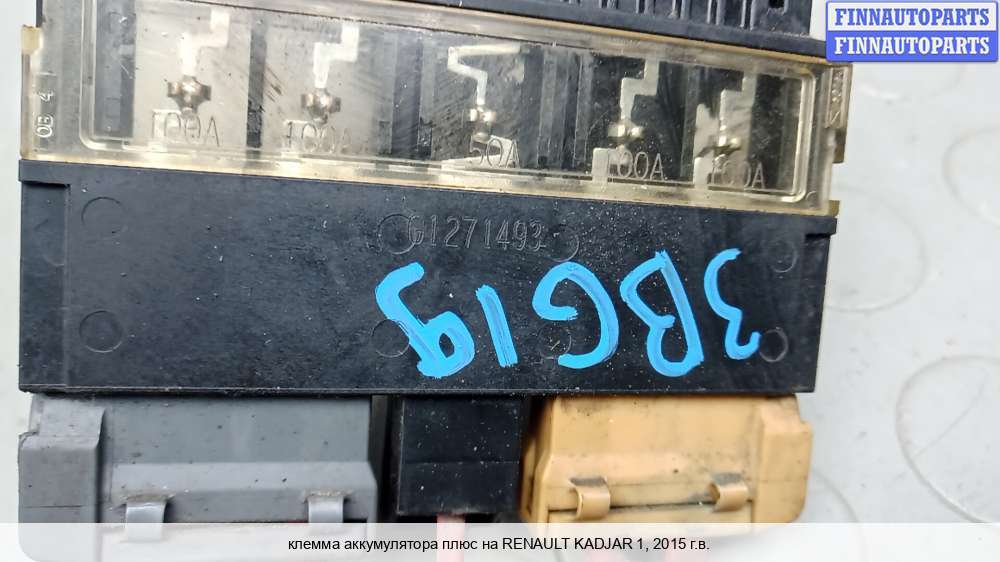 FINNAUTOPARTS
FINNAUTOPARTS
100A 100A 50A 100A
G1271493
3BG19
клемма аккумулятора плюс на RENAULT KADJAR 1, 2015 г.в.